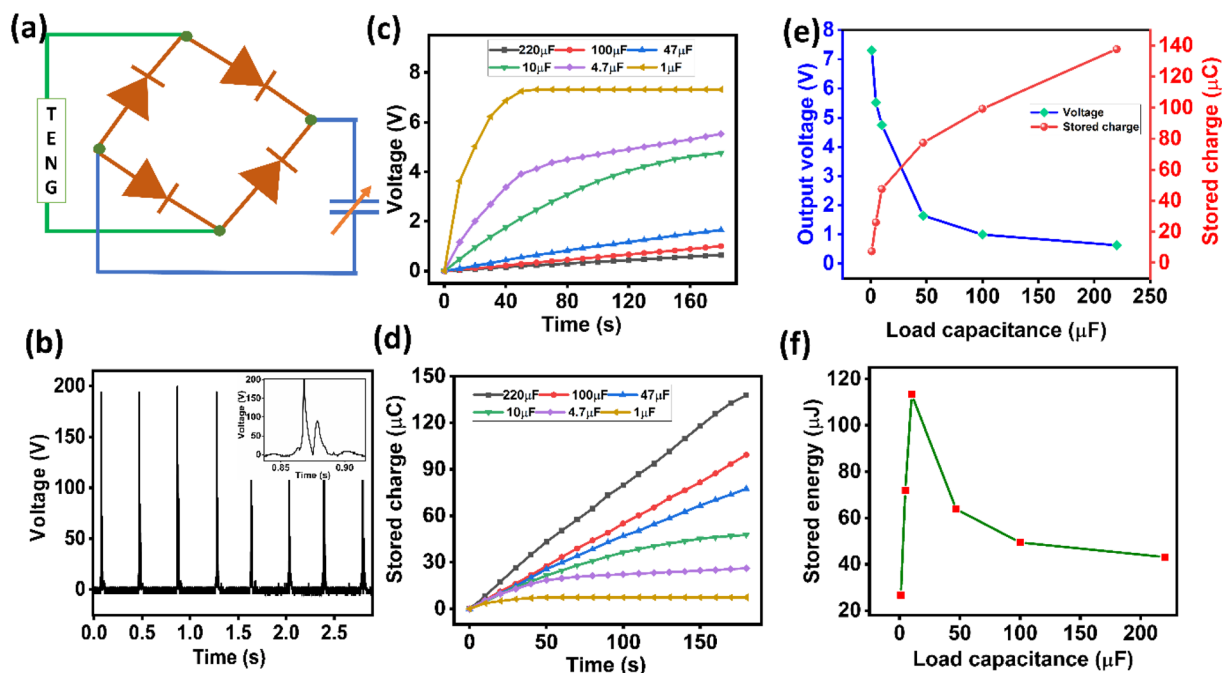 (a)
T
E
N
G
(b)
Voltage (V)
200
150
100
50
0
0.0 0.5 1.0 1.5 2.0 2.5
Time (s)
Voltage (V)
200
150
100
50
0
0.85 0.90
Time (s)
(c)
220μF 100μF 47μF
10μF 4.7μF 1μF
Voltage (V)
8
4
0
0 40 80 120 160
Time (s)
(d)
220μF 100μF 47μF
10μF 4.7μF 1μF
Stored charge (μC)
150
120
90
60
30
0
0 50 100 150 200
Time (s)
(e)
Output voltage (V)
8
7
6
5
4
3
2
1
0
Voltage
Stored charge
140
120
100
80
60
40
20
0
Stored charge (μC)
0 50 100 150 200 250
Load capacitance (μF)
(f)
Stored energy (μJ)
120
100
80
60
40
20
0 50 100 150 200
Load capacitance (μF)